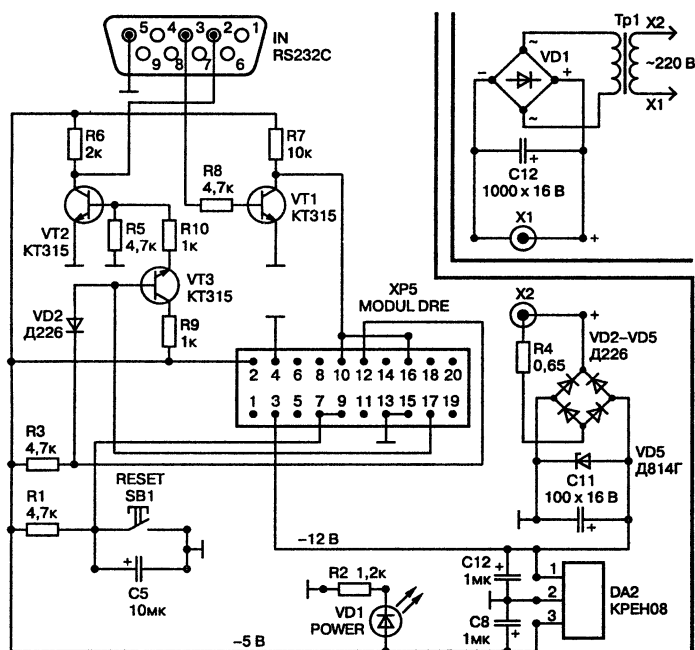 5 4 3 2 1
9 8 7 6
IN
RS232C
Тр1
X2
~220 В
X1
VD1
~
–
+
~
C12
+
1000 х 16 В
X1
+
R6
2к
R7
10к
R8
4,7к
VT1
КТ315
VT2
КТ315
R5
4,7к
R10
1к
VT3
КТ315
VD2
Д226
R9
1к
XP5
MODUL DRE
2 4 6 8 10 12 14 16 18 20
1 3 5 7 9 11 13 15 17 19
X2
+
R4
0,65
VD2–VD5
Д226
VD5
Д814Г
C11
100 х 16 В
+
R3
4,7к
R1
4,7к
RESET
SB1
+
C5
10мк
–12 В
R2 1,2к
VD1
POWER
C12
1мк
+
C8
1мк
+
1
2
3
DA2
КРЕН08
–5 В